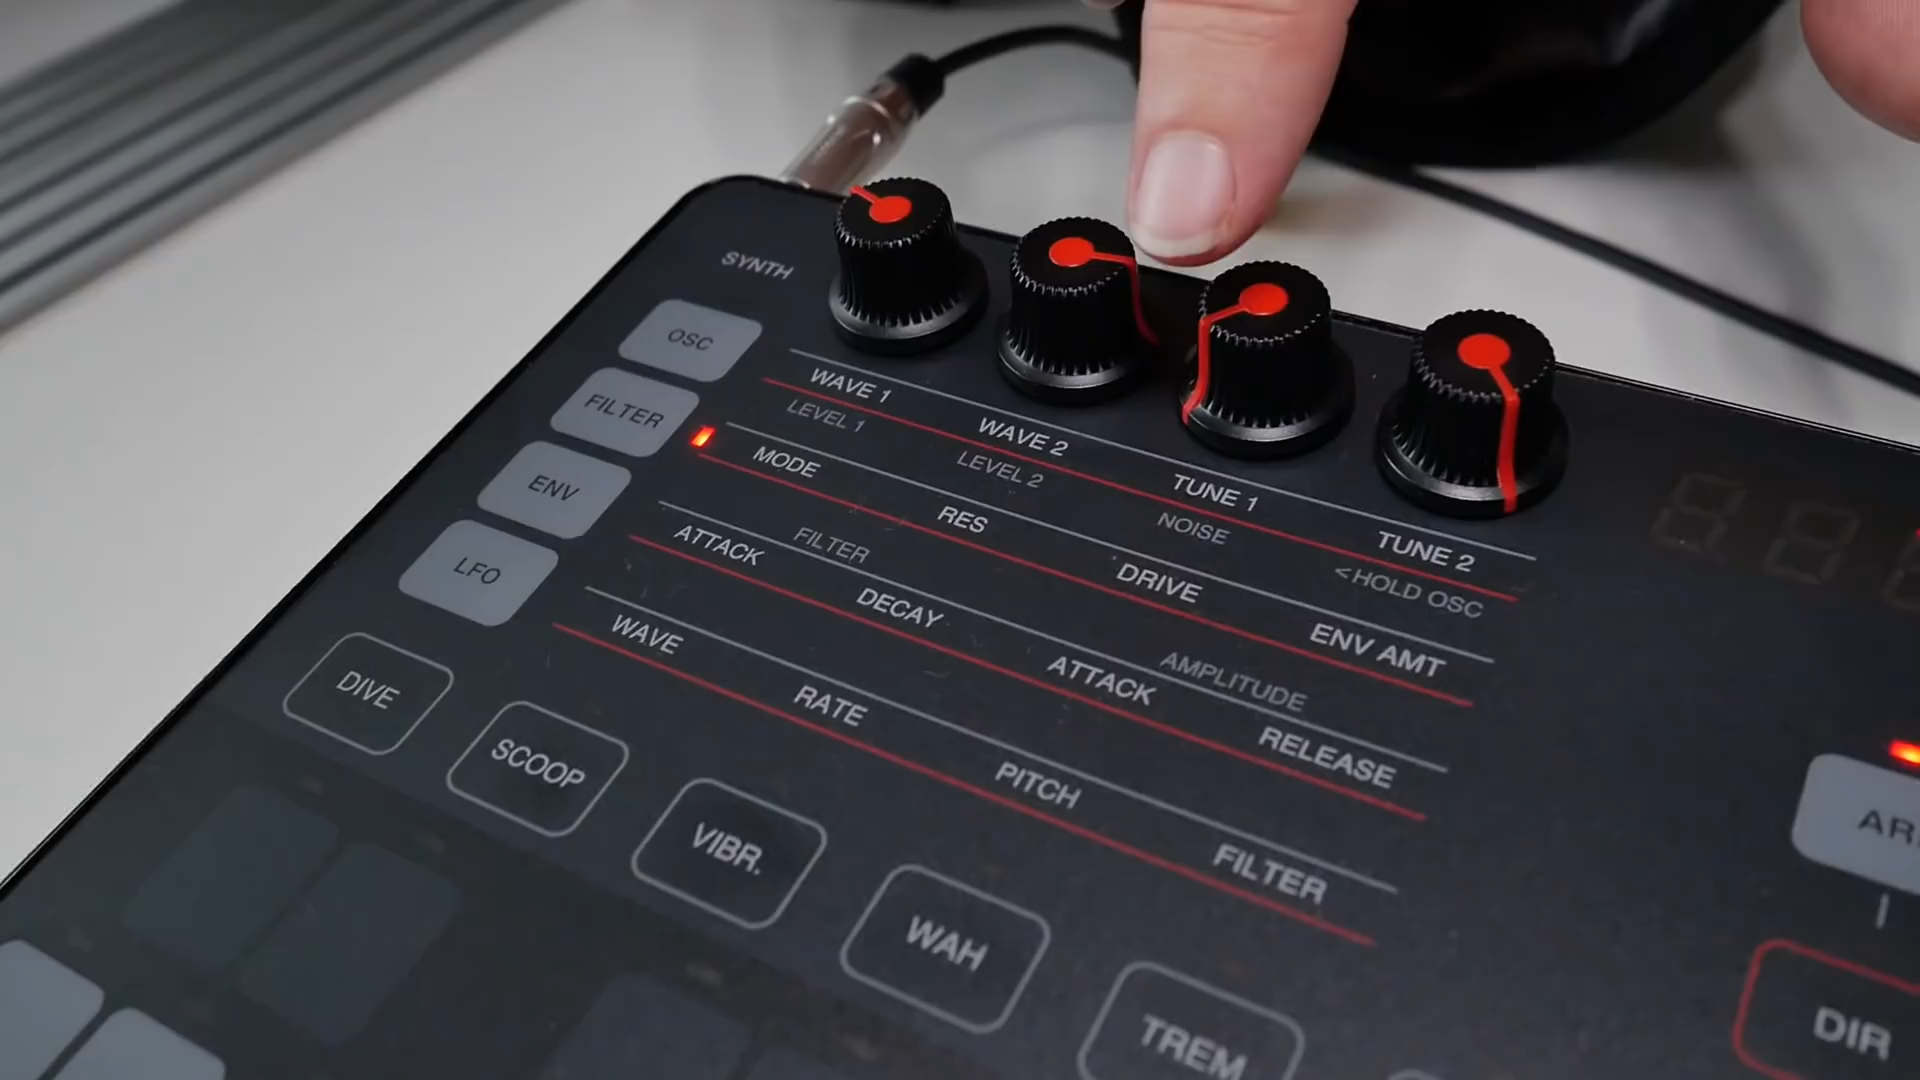 SYNTH
OSC
WAVE 1 WAVE 2 TUNE 1 TUNE 2
LEVEL 1 LEVEL 2 NOISE <HOLD OSC
FILTER
MODE RES DRIVE ENV AMT
FILTER AMPLITUDE
ENV
ATTACK DECAY ATTACK RELEASE
LFO
WAVE RATE PITCH FILTER
DIVE
SCOOP
VIBR.
WAH
TREM
DIR